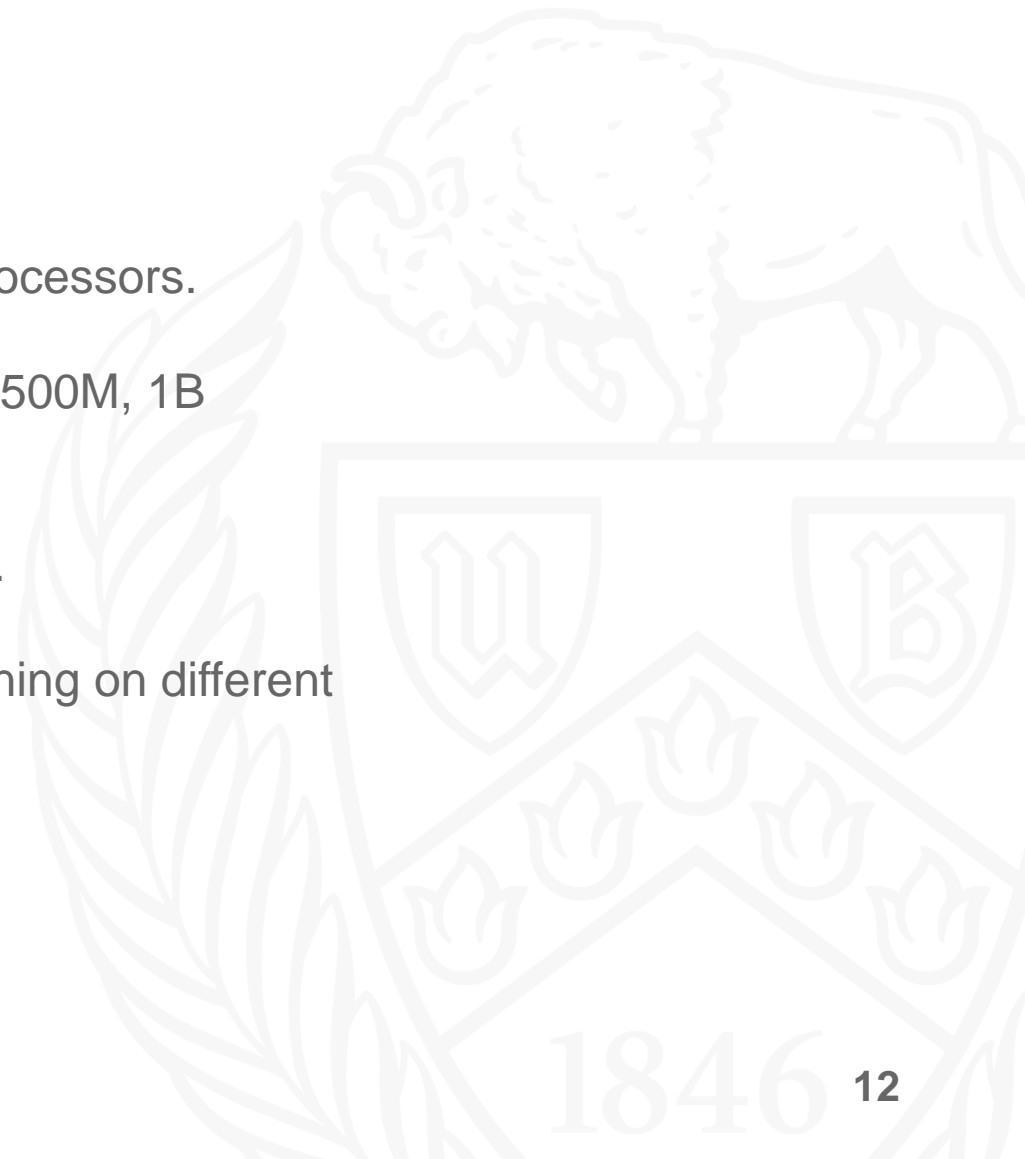 ocessors.
500M, 1B
.
ning on different
U B
1846
12